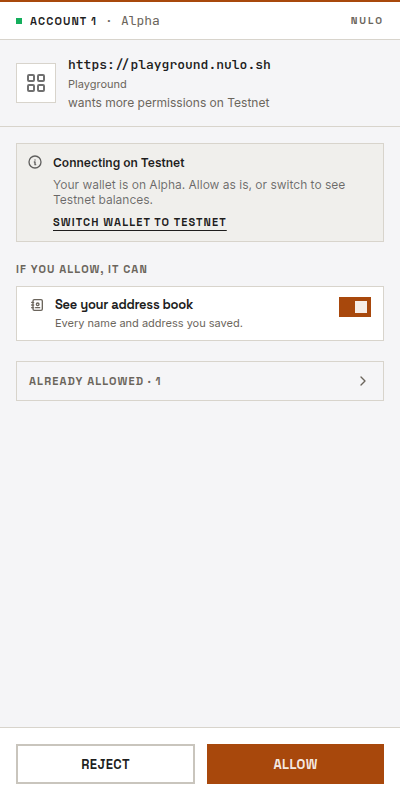 ACCOUNT 1 · Alpha NULO
https://playground.nulo.sh
Playground
wants more permissions on Testnet
Connecting on Testnet
Your wallet is on Alpha. Allow as is, or switch to see
Testnet balances.
SWITCH WALLET TO TESTNET
IF YOU ALLOW, IT CAN
See your address book
Every name and address you saved.
ALREADY ALLOWED · 1
REJECT ALLOW